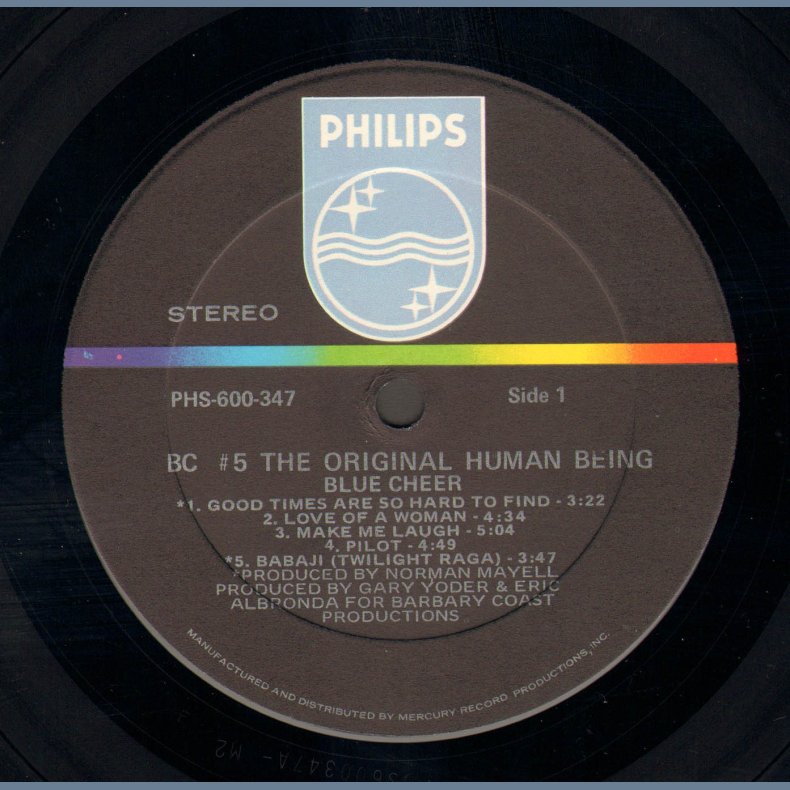 PHILIPS
STEREO
PHS-600-347
Side 1
BC #5 THE ORIGINAL HUMAN BEING
BLUE CHEER
*1. GOOD TIMES ARE SO HARD TO FIND - 3:22
2. LOVE OF A WOMAN - 4:34
3. MAKE ME LAUGH - 5:04
4. PILOT - 4:49
*5. BABAJI (TWILIGHT RAGA) - 3:47
*PRODUCED BY NORMAN MAYELL
PRODUCED BY GARY YODER & ERIC
ALBRONDA FOR BARBARY COAST
PRODUCTIONS
MANUFACTURED AND DISTRIBUTED BY MERCURY RECORD PRODUCTIONS, INC.